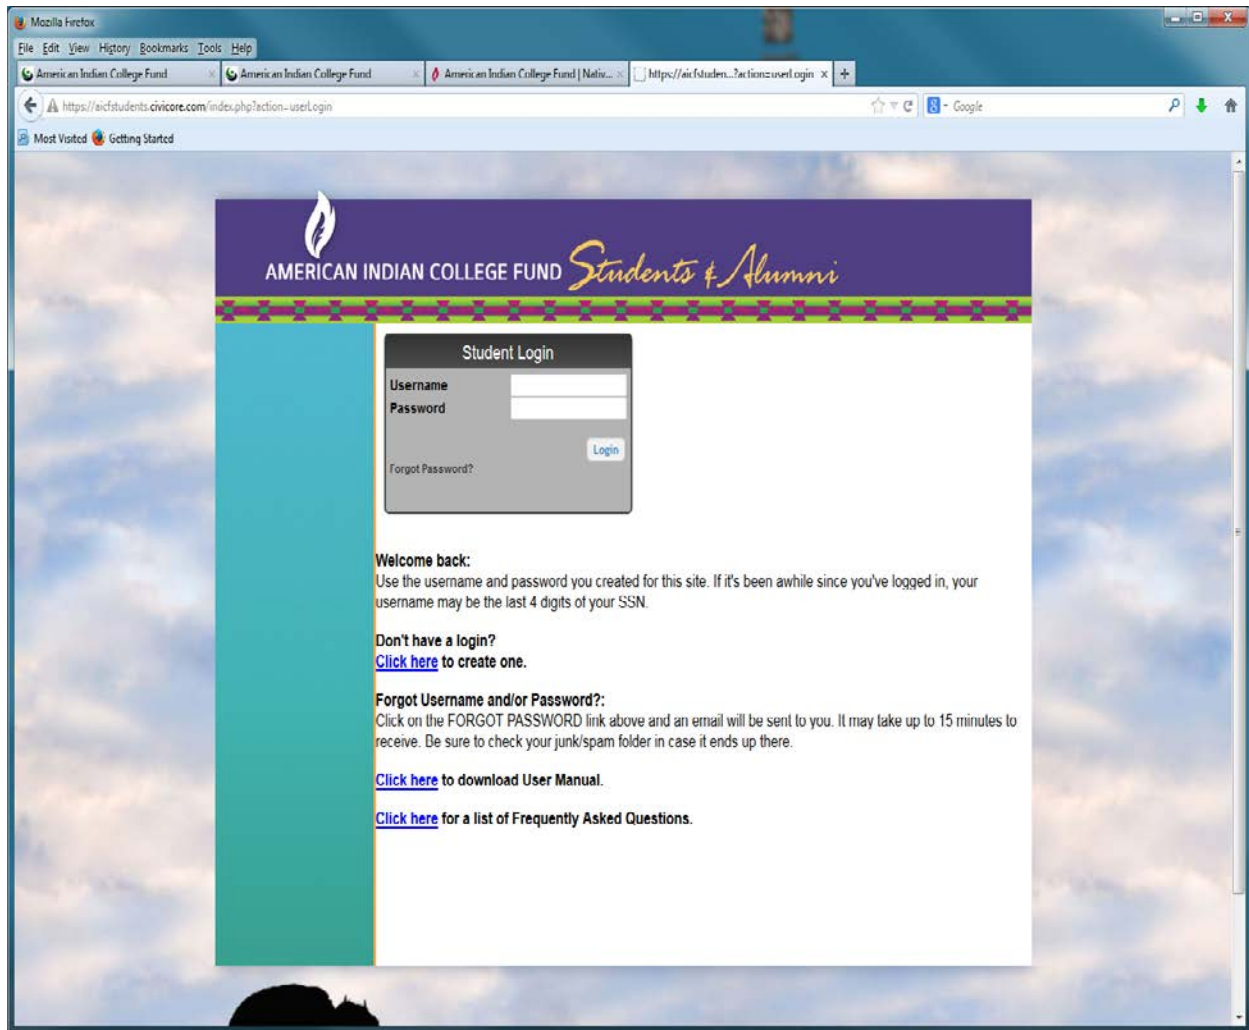 Mozilla Firefox
File Edit View History Bookmarks Tools Help
American Indian College Fund
American Indian College Fund
American Indian College Fund | Nativ...
https://aicfstuden...?action=userLogin
https://aicfstudents.civicore.com/index.php?action=userLogin
Google
Most Visited Getting Started
AMERICAN INDIAN COLLEGE FUND Students & Alumni
Student Login
Username
Password
Login
Forgot Password?
Welcome back:
Use the username and password you created for this site. If it's been awhile since you've logged in, your
username may be the last 4 digits of your SSN.
Don't have a login?
Click here to create one.
Forgot Username and/or Password?:
Click on the FORGOT PASSWORD link above and an email will be sent to you. It may take up to 15 minutes to
receive. Be sure to check your junk/spam folder in case it ends up there.
Click here to download User Manual.
Click here for a list of Frequently Asked Questions.